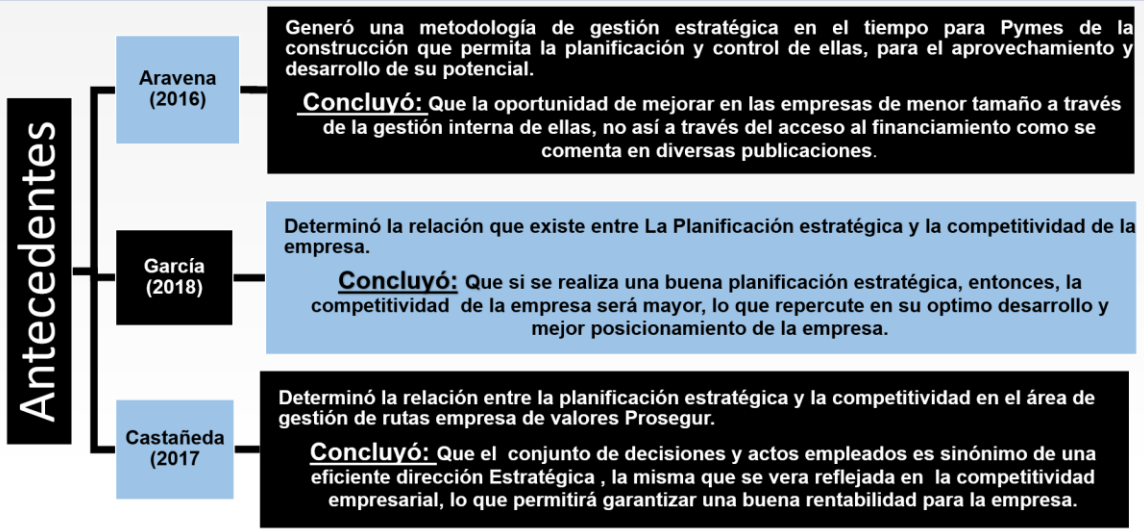 Antecedentes
Aravena
(2016)
Generó una metodología de gestión estratégica en el tiempo para Pymes de la
construcción que permita la planificación y control de ellas, para el aprovechamiento y
desarrollo de su potencial.
Concluyó: Que la oportunidad de mejorar en las empresas de menor tamaño a través
de la gestión interna de ellas, no así a través del acceso al financiamiento como se
comenta en diversas publicaciones.
García
(2018)
Determinó la relación que existe entre La Planificación estratégica y la competitividad de la
empresa.
Concluyó: Que si se realiza una buena planificación estratégica, entonces, la
competitividad de la empresa será mayor, lo que repercute en su optimo desarrollo y
mejor posicionamiento de la empresa.
Castañeda
(2017
Determinó la relación entre la planificación estratégica y la competitividad en el área de
gestión de rutas empresa de valores Prosegur.
Concluyó: Que el conjunto de decisiones y actos empleados es sinónimo de una
eficiente dirección Estratégica , la misma que se vera reflejada en la competitividad
empresarial, lo que permitirá garantizar una buena rentabilidad para la empresa.